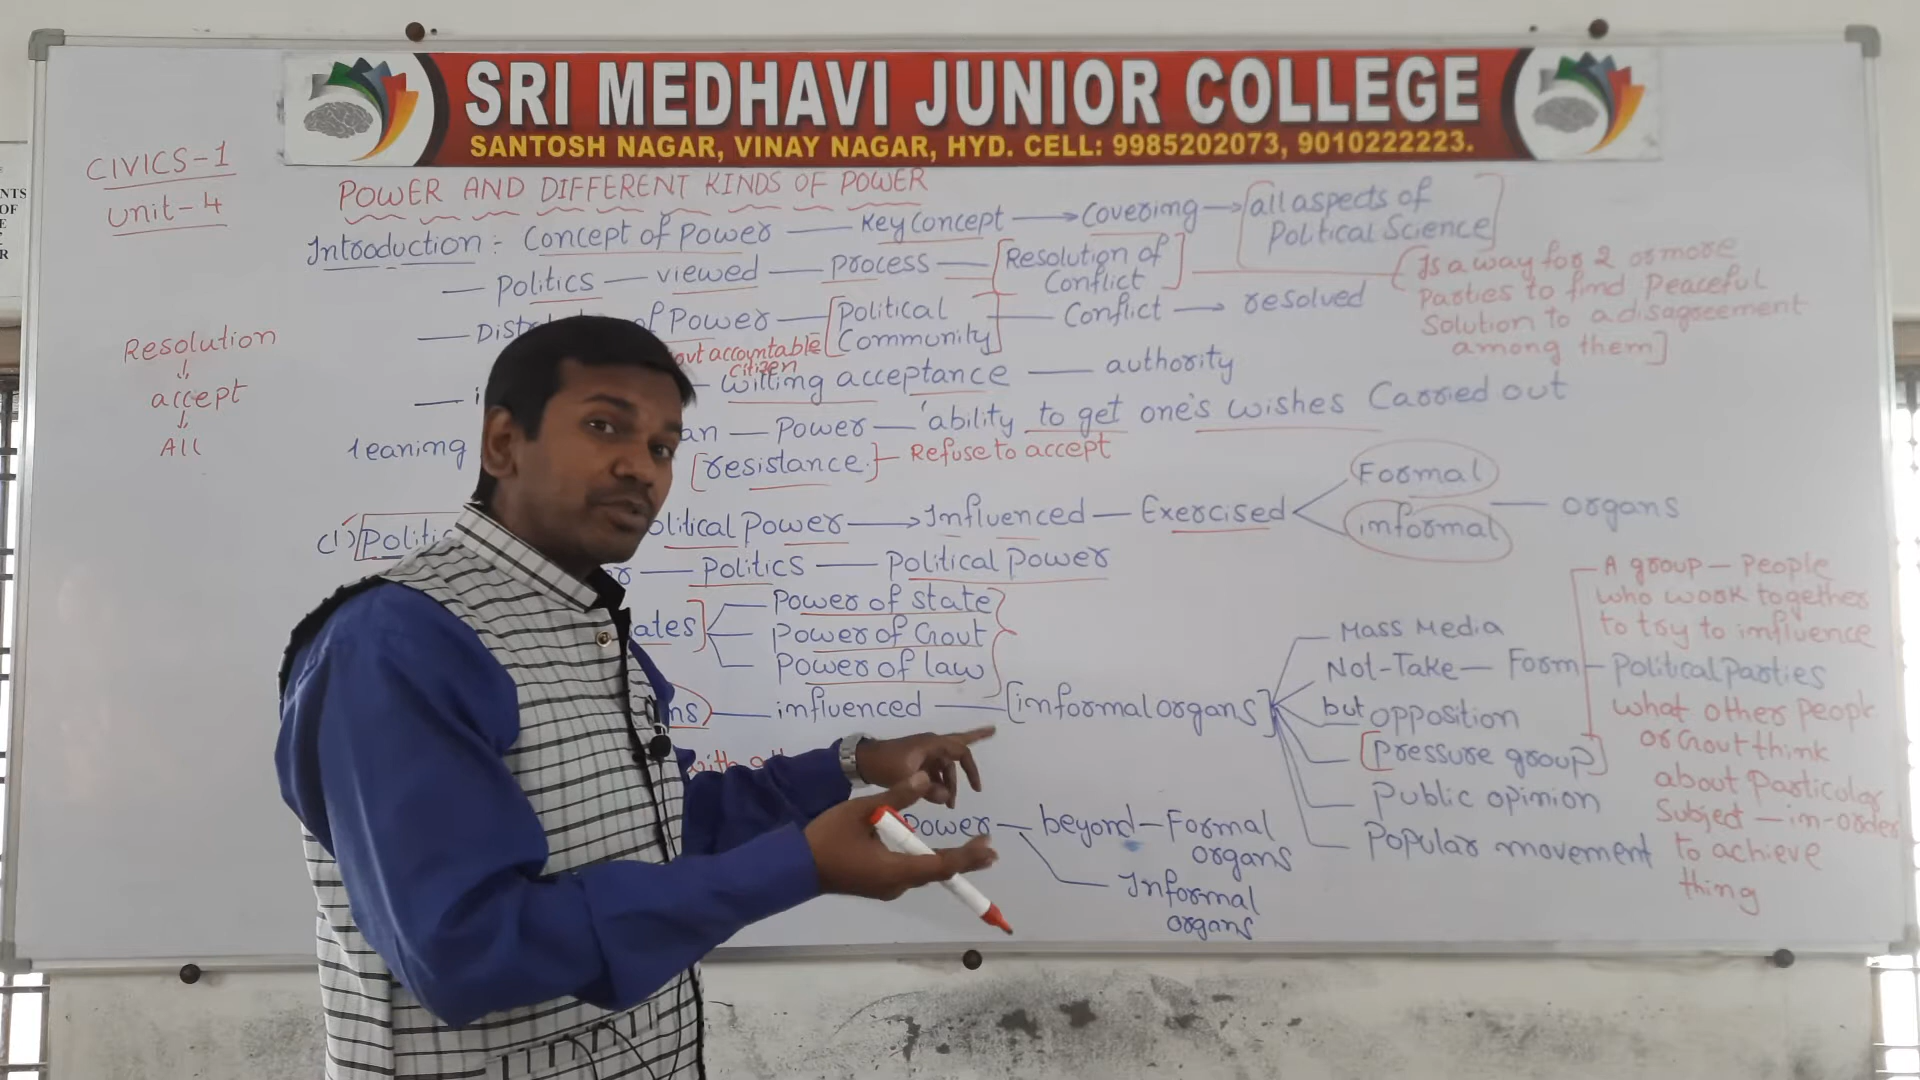 SRI MEDHAVI JUNIOR COLLEGE
SANTOSH NAGAR, VINAY NAGAR, HYD. CELL: 9985202073, 9010222223.
NTS
OF
E
R
CIVICS-1
Unit-4
POWER AND DIFFERENT KINDS OF POWER
Introduction: Concept of Power — Key Concept → Covering → [all aspects of
Political Science]
— Politics — viewed — process — [Resolution of
Conflict]
[Is a way for 2 or more
Parties to find Peaceful
Solution to a disagreement
among them]
— of Power — [Political
Community] — Conflict → resolved
accountable
citizen
— willing acceptance — authority
Resolution
↓
accept
↓
All
— Power — 'ability to get one's wishes Carried out
[resistance.] — Refuse to accept
(1) Power → Influenced — Exercised < Formal
informal — organs
— Politics — Political power
Power of state
Power of Govt
Power of law
influenced — [informal organs]
Mass Media
Not-Take — Form — Political Parties
but opposition
[Pressure group]
Public opinion
Popular movement
A group — People
who work together
to try to influence
what other people
or Govt think
about Particular
Subject — in-order
to achieve
thing
Power — beyond — Formal
organs
Informal
organs